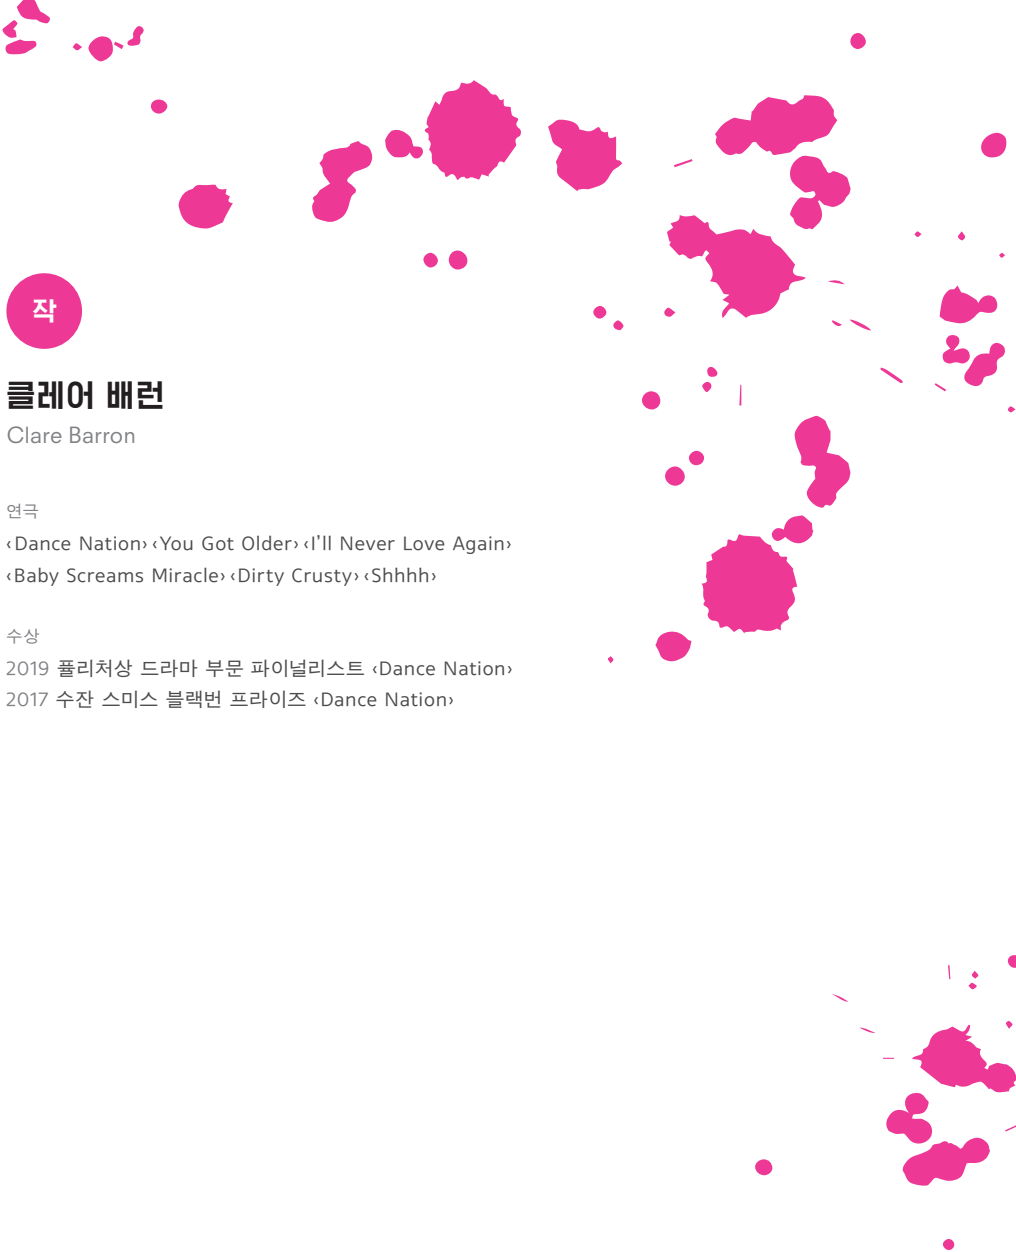 작
클레어 배런
Clare Barron
연극
‹Dance Nation› ‹You Got Older› ‹I'll Never Love Again›
‹Baby Screams Miracle› ‹Dirty Crusty› ‹Shhhh›
수상
2019 퓰리처상 드라마 부문 파이널리스트 ‹Dance Nation›
2017 수잔 스미스 블랙번 프라이즈 ‹Dance Nation›